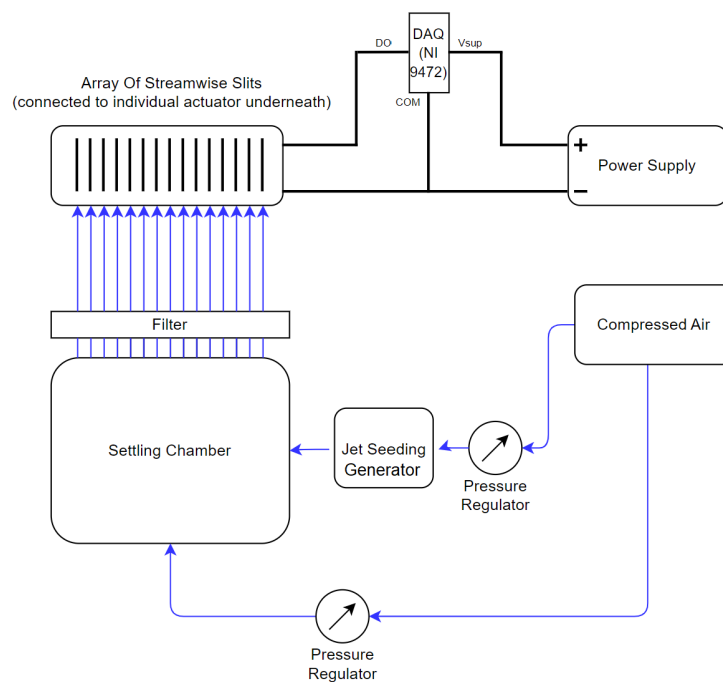 DAQ
(NI
9472)
DO
Vsup
COM
Array Of Streamwise Slits
(connected to individual actuator underneath)
+
Power Supply
−
Compressed Air
Filter
Settling Chamber
Jet Seeding
Generator
Pressure
Regulator
Pressure
Regulator